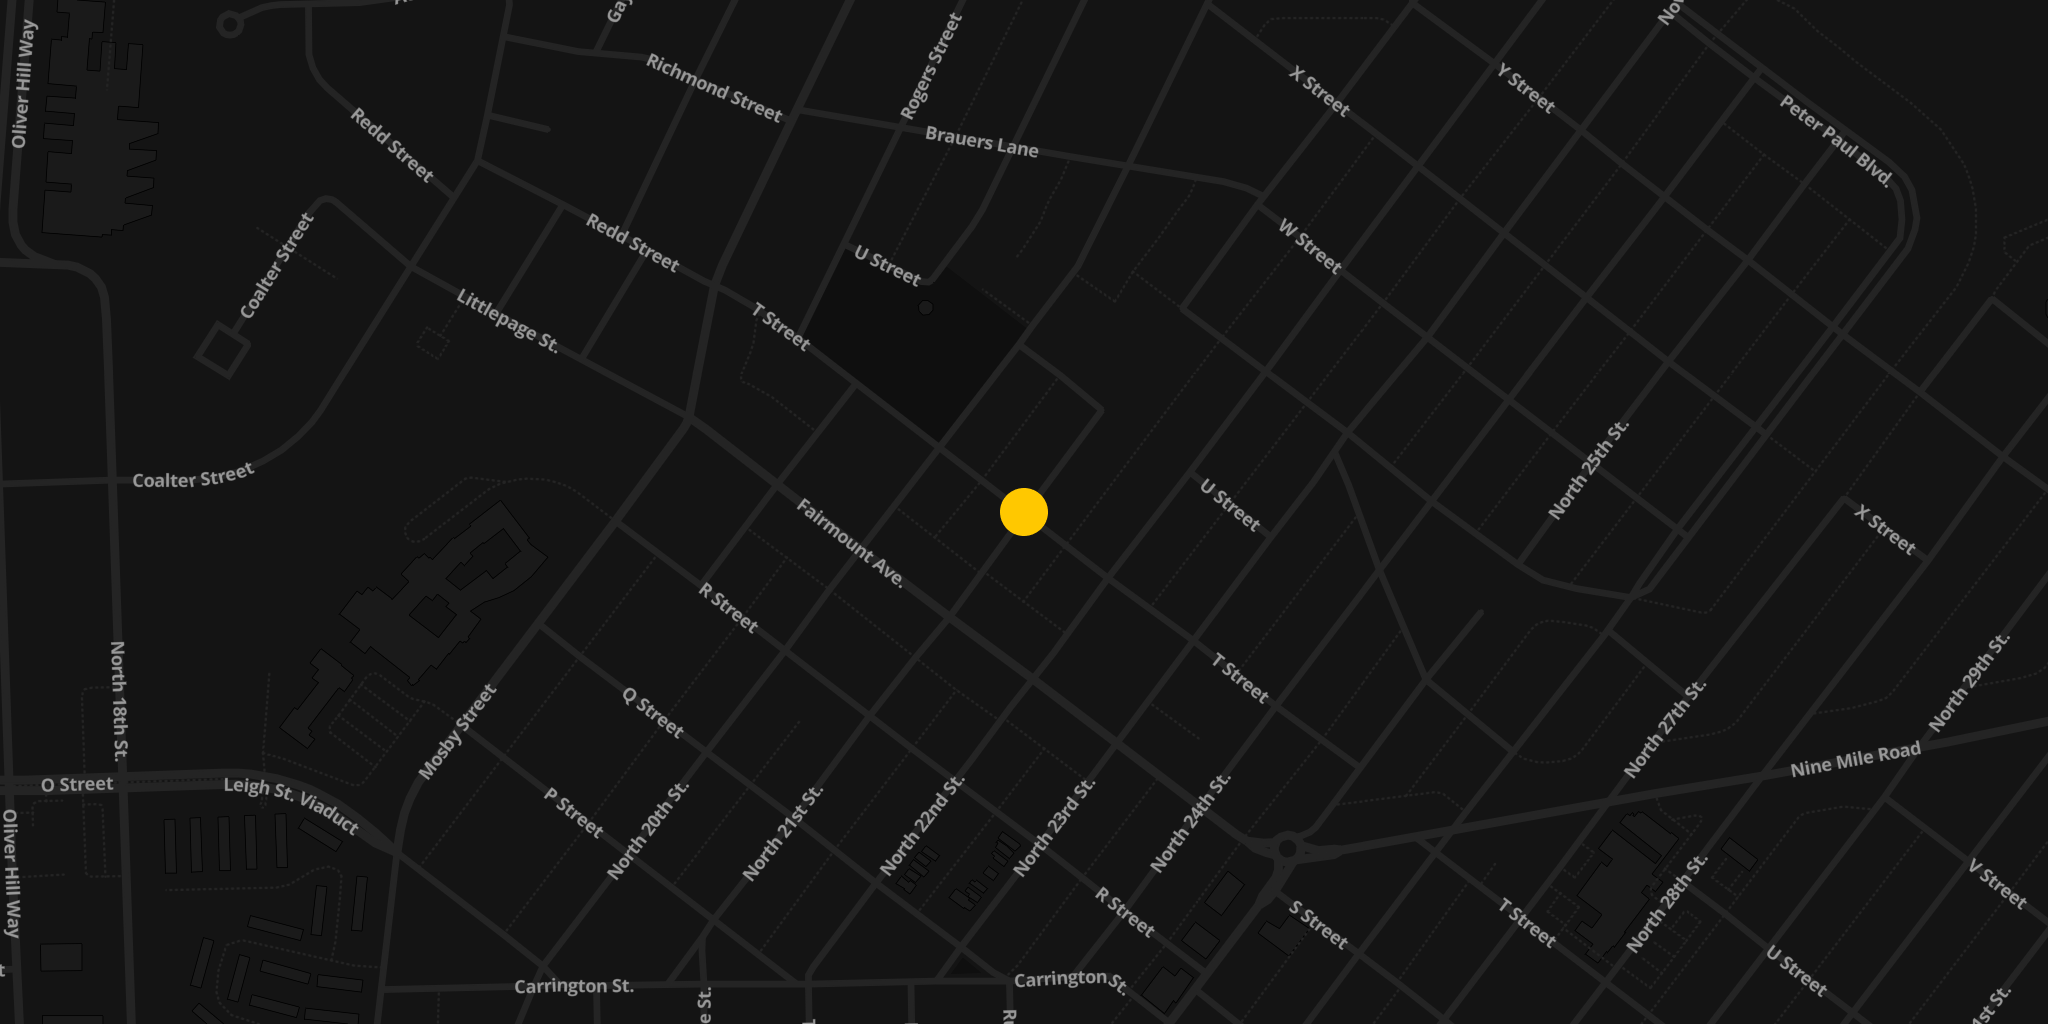 Oliver Hill Way
Richmond Street
Rogers Street
X Street
Y Street
Peter Paul Blvd.
Redd Street
Brauers Lane
Redd Street
Coalter Street
U Street
W Street
Littlepage St.
T Street
Coalter Street
North 25th St.
U Street
X Street
Fairmount Ave.
R Street
North 18th St.
T Street
North 29th St.
Mosby Street
Q Street
North 27th St.
Nine Mile Road
O Street
Leigh St. Viaduct
P Street
North 20th St.
North 21st St.
North 22nd St.
North 23rd St.
North 24th St.
Oliver Hill Way
R Street
S Street
T Street
North 28th St.
V Street
U Street
Carrington St.
Carrington St.